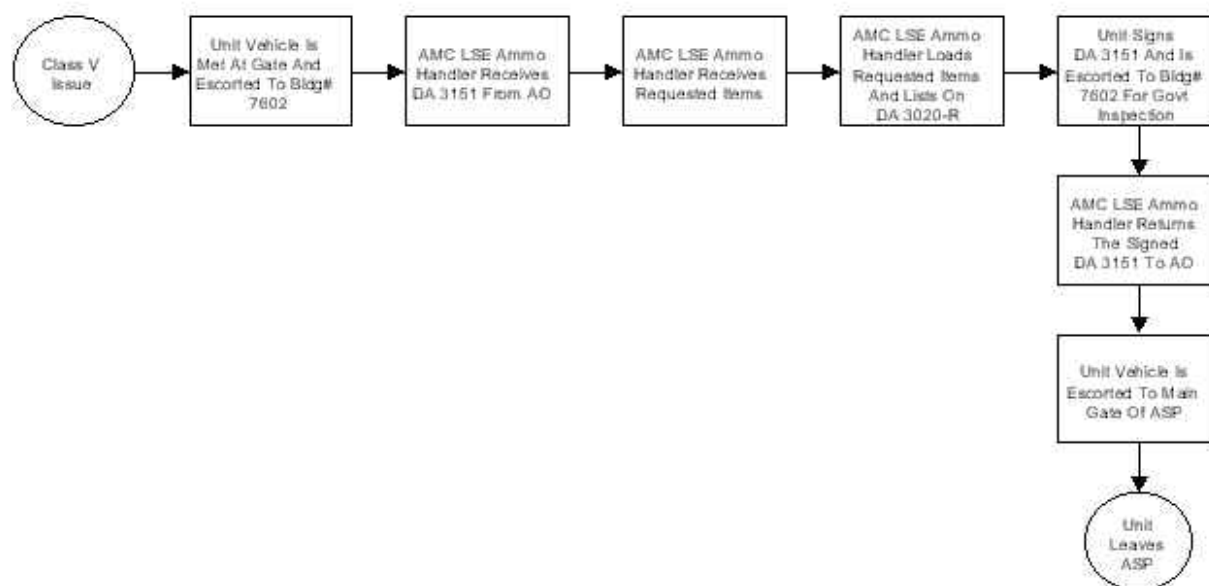 Class V
Issue
Unit Vehicle Is
Met At Gate And
Escorted To Bldg#
7602
AMC LSE Ammo
Handler Receives
DA 3151 From AO
AMC LSE Ammo
Handler Receives
Requested Items
AMC LSE Ammo
Handler Loads
Requested Items
And Lists On
DA 3020-R
Unit Signs
DA 3151 And Is
Escorted To Bldg#
7602 For Govt
Inspection
AMC LSE Ammo
Handler Returns
The Signed
DA 3151 To AO
Unit Vehicle Is
Escorted To Main
Gate Of ASP
Unit
Leaves
ASP